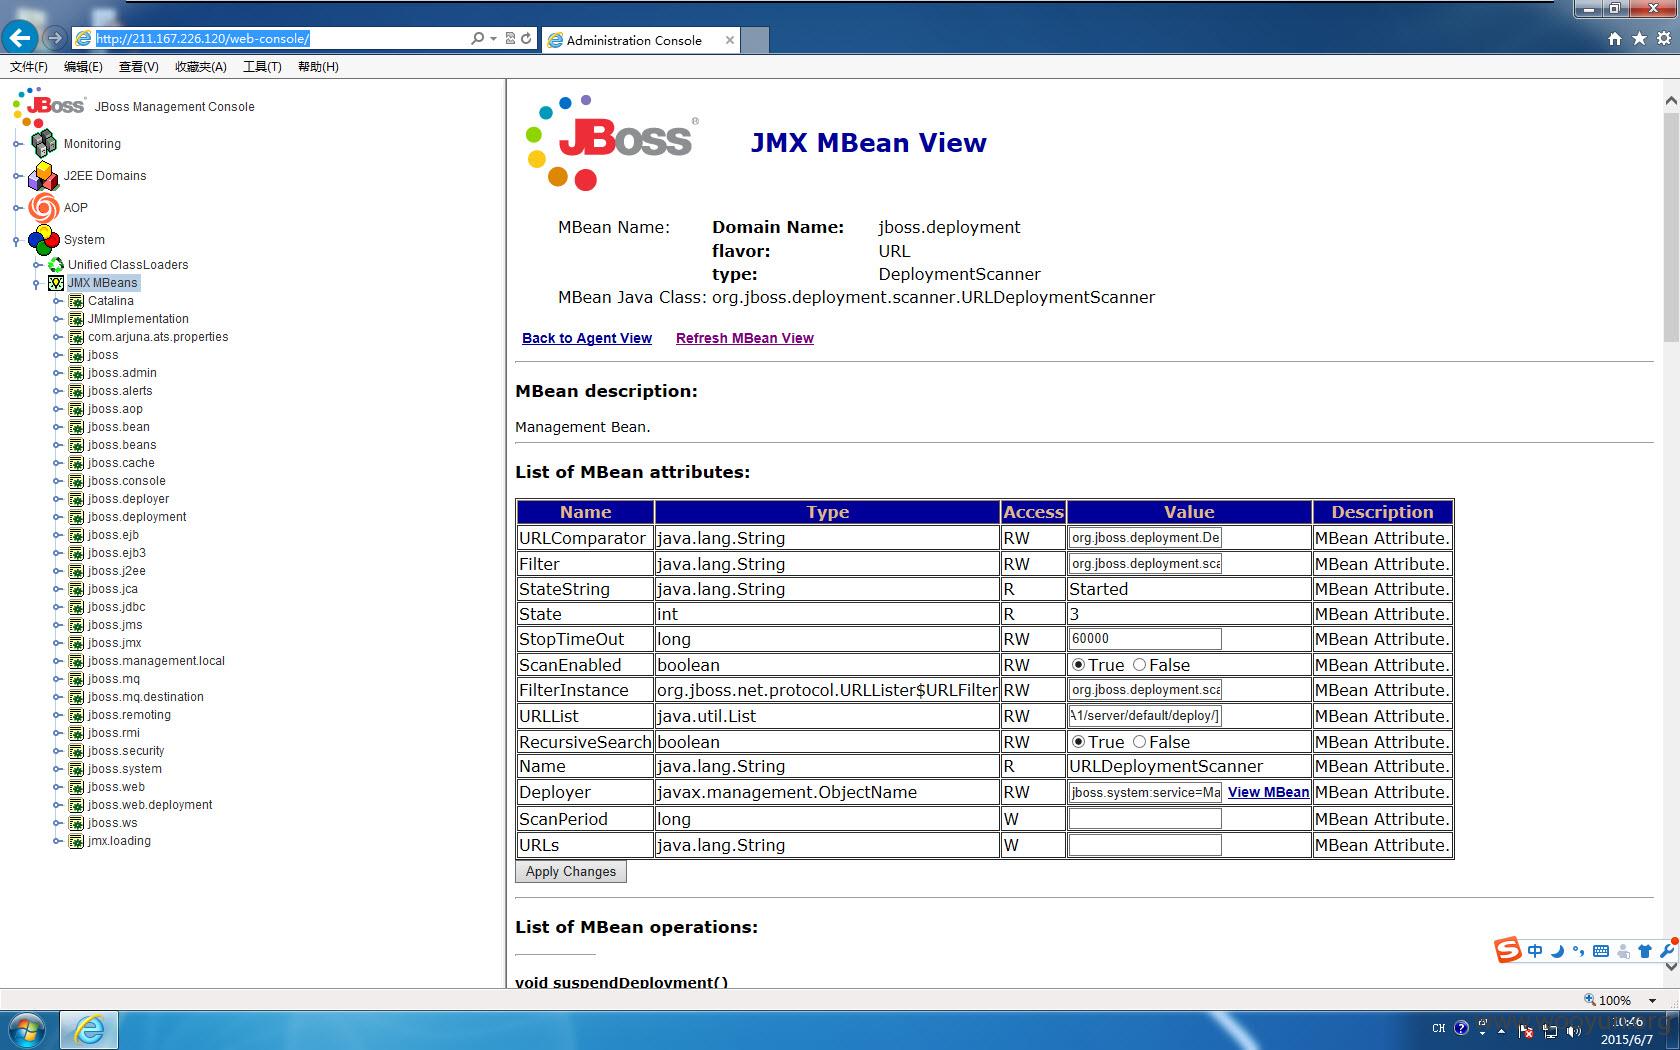 http://211.167.226.120/web-console/
Administration Console
文件(F) 编辑(E) 查看(V) 收藏夹(A) 工具(T) 帮助(H)
JBoss JBoss Management Console
Monitoring
J2EE Domains
AOP
System
Unified ClassLoaders
JMX MBeans
Catalina
JMImplementation
com.arjuna.ats.properties
jboss
jboss.admin
jboss.alerts
jboss.aop
jboss.bean
jboss.beans
jboss.cache
jboss.console
jboss.deployer
jboss.deployment
jboss.ejb
jboss.ejb3
jboss.j2ee
jboss.jca
jboss.jdbc
jboss.jms
jboss.jmx
jboss.management.local
jboss.mq
jboss.mq.destination
jboss.remoting
jboss.rmi
jboss.security
jboss.system
jboss.web
jboss.web.deployment
jboss.ws
jmx.loading
JBoss® JMX MBean View
MBean Name: Domain Name: jboss.deployment
flavor: URL
type: DeploymentScanner
MBean Java Class: org.jboss.deployment.scanner.URLDeploymentScanner
Back to Agent View Refresh MBean View
MBean description:
Management Bean.
List of MBean attributes:
Name Type Access Value Description
URLComparator java.lang.String RW org.jboss.deployment.De MBean Attribute.
Filter java.lang.String RW org.jboss.deployment.sca MBean Attribute.
StateString java.lang.String R Started MBean Attribute.
State int R 3 MBean Attribute.
StopTimeOut long RW 60000 MBean Attribute.
ScanEnabled boolean RW True False MBean Attribute.
FilterInstance org.jboss.net.protocol.URLLister$URLFilter RW org.jboss.deployment.sca MBean Attribute.
URLList java.util.List RW A1/server/default/deploy/] MBean Attribute.
RecursiveSearch boolean RW True False MBean Attribute.
Name java.lang.String R URLDeploymentScanner MBean Attribute.
Deployer javax.management.ObjectName RW jboss.system:service=Ma View MBean MBean Attribute.
ScanPeriod long W MBean Attribute.
URLs java.lang.String W MBean Attribute.
Apply Changes
List of MBean operations:
void suspendDeployment()
S 中
100%
CH
www.wooyun.org
10:46
2015/6/7